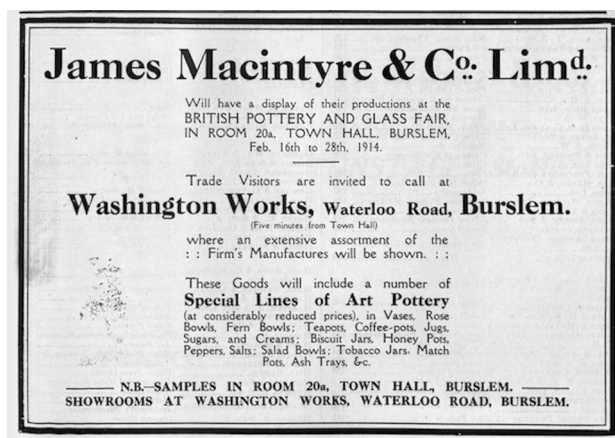 James Macintyre & Co. Limd.
Will have a display of their productions at the
BRITISH POTTERY AND GLASS FAIR,
IN ROOM 20a, TOWN HALL, BURSLEM,
Feb. 16th to 28th, 1914.
Trade Visitors are invited to call at
Washington Works, Waterloo Road, Burslem.
(Five minutes from Town Hall)
where an extensive assortment of the
: : Firm's Manufactures will be shown. : :
These Goods will include a number of
Special Lines of Art Pottery
(at considerably reduced prices), in Vases, Rose
Bowls, Fern Bowls; Teapots, Coffee-pots, Jugs,
Sugars, and Creams; Biscuit Jars, Honey Pots,
Peppers, Salts; Salad Bowls; Tobacco Jars- Match
Pots, Ash Trays, &c.
N.B.—SAMPLES IN ROOM 20a, TOWN HALL, BURSLEM.
SHOWROOMS AT WASHINGTON WORKS, WATERLOO ROAD, BURSLEM.